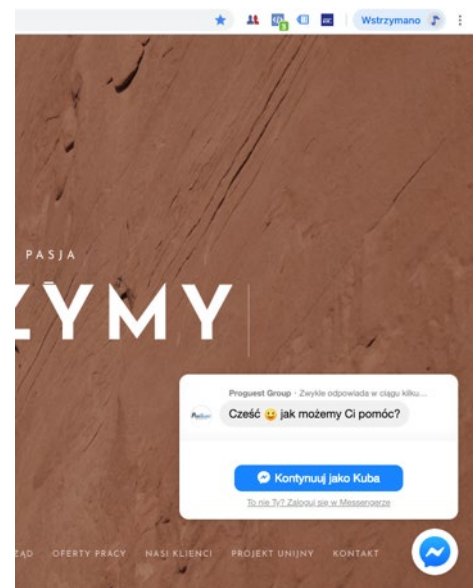 Wstrzymano
9
PASJA
ŻYMY
Proguest Group · Zwykle odpowiada w ciągu kilku...
Cześć 😃 jak możemy Ci pomóc?
Kontynuuj jako Kuba
To nie Ty? Zaloguj się w Messengerze
ZĄD OFERTY PRACY NASI KLIENCI PROJEKT UNIJNY KONTAKT